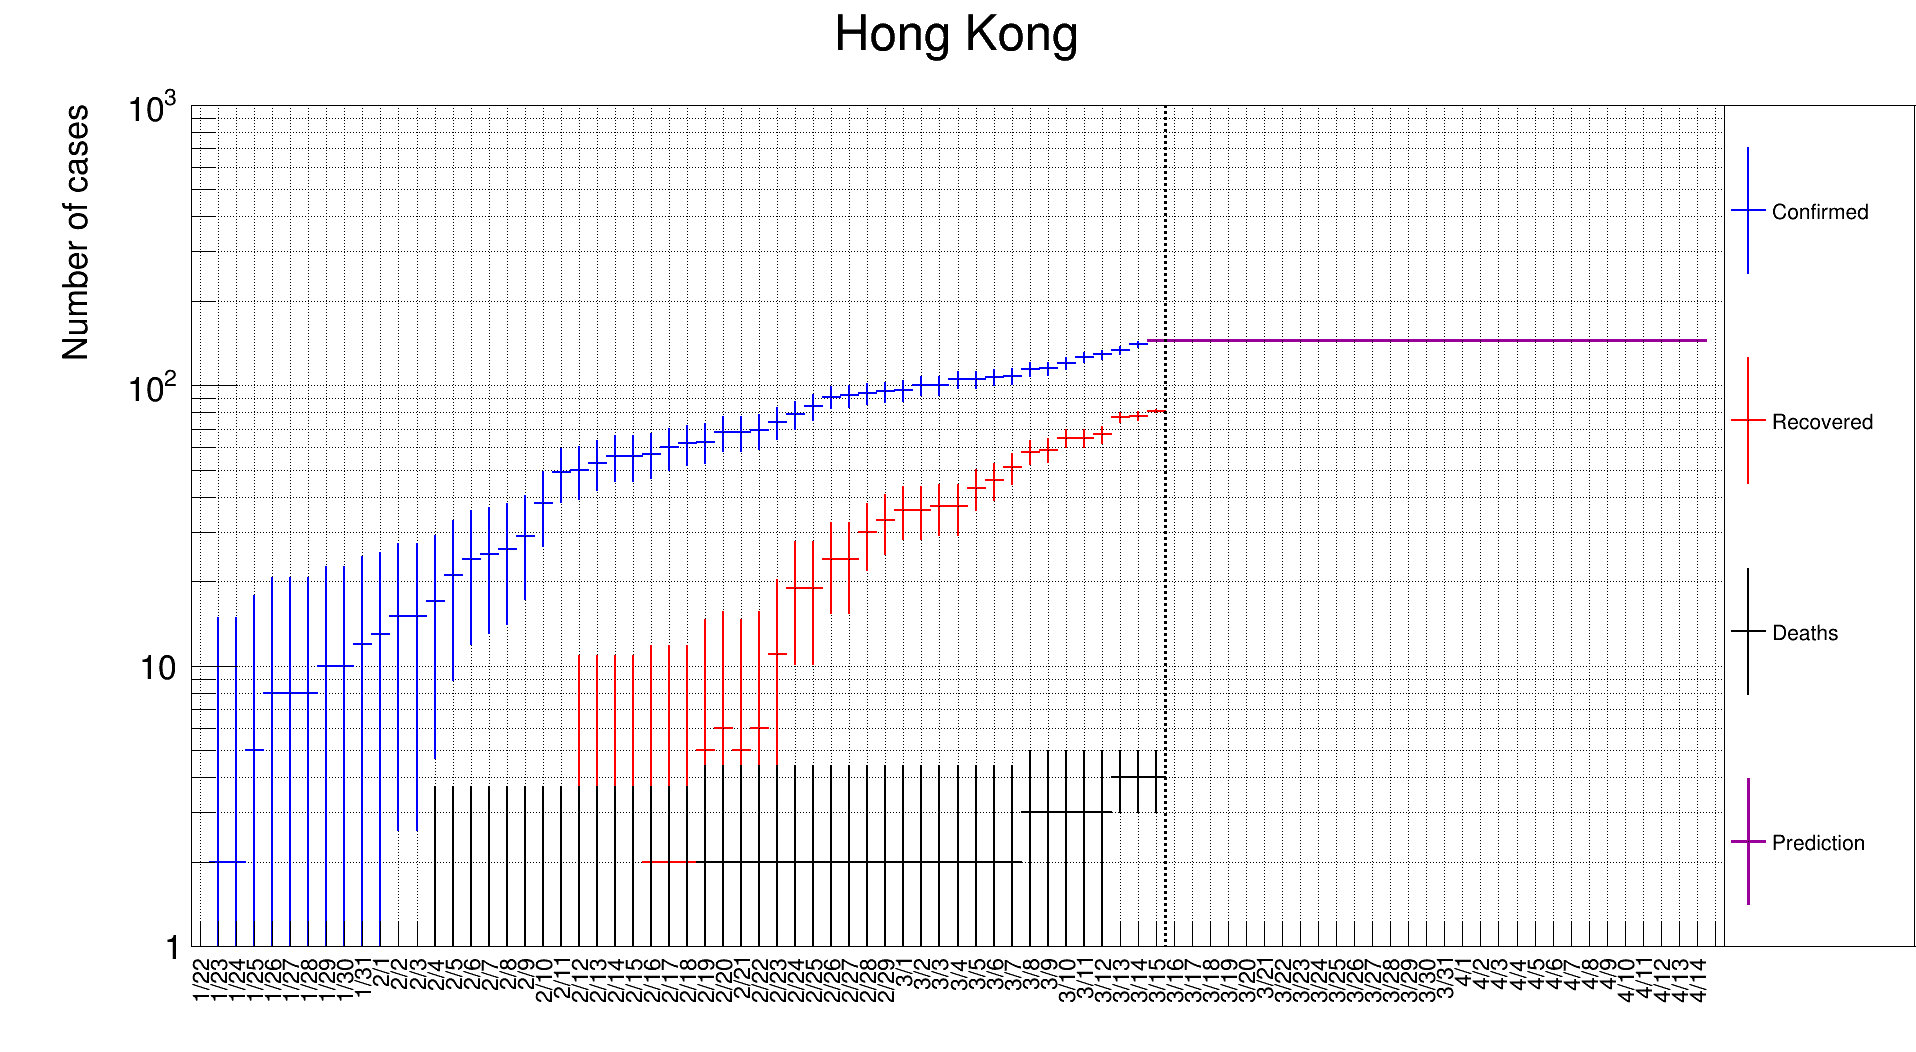 Hong Kong
Number of cases
10³
10²
10
1
1/22 1/23 1/24 1/25 1/26 1/27 1/28 1/29 1/30 1/31 2/1 2/2 2/3 2/4 2/5 2/6 2/7 2/8 2/9 2/10 2/11 2/12 2/13 2/14 2/15 2/16 2/17 2/18 2/19 2/20 2/21 2/22 2/23 2/24 2/25 2/26 2/27 2/28 2/29 3/1 3/2 3/3 3/4 3/5 3/6 3/7 3/8 3/9 3/10 3/11 3/12 3/13 3/14 3/15 3/16 3/17 3/18 3/19 3/20 3/21 3/22 3/23 3/24 3/25 3/26 3/27 3/28 3/29 3/30 3/31 4/1 4/2 4/3 4/4 4/5 4/6 4/7 4/8 4/9 4/10 4/11 4/12 4/13 4/14
Confirmed
Recovered
Deaths
Prediction